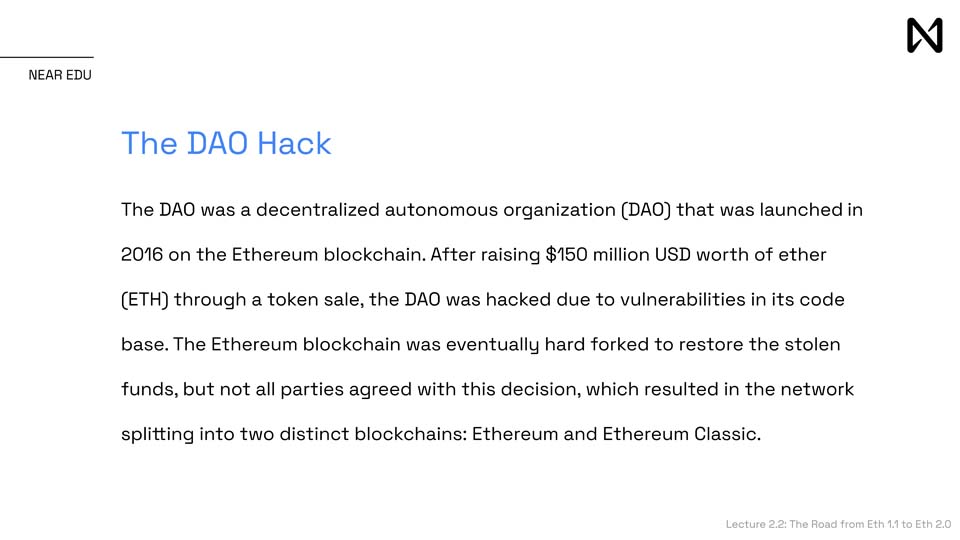 NEAR EDU
The DAO Hack
The DAO was a decentralized autonomous organization (DAO) that was launched in
2016 on the Ethereum blockchain. After raising $150 million USD worth of ether
(ETH) through a token sale, the DAO was hacked due to vulnerabilities in its code
base. The Ethereum blockchain was eventually hard forked to restore the stolen
funds, but not all parties agreed with this decision, which resulted in the network
splitting into two distinct blockchains: Ethereum and Ethereum Classic.
Lecture 2.2: The Road from Eth 1.1 to Eth 2.0